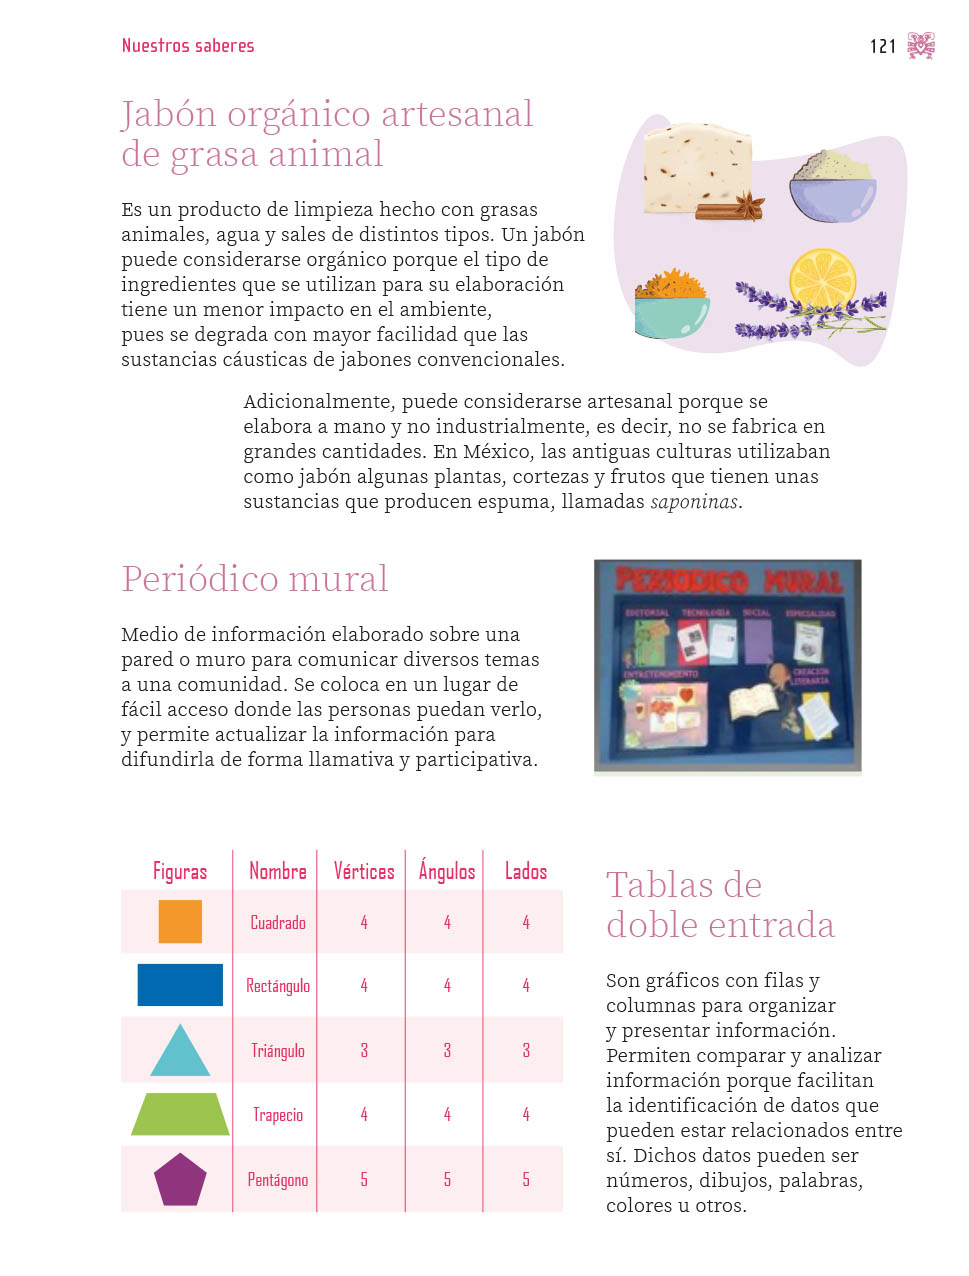 Nuestros saberes
121
Jabón orgánico artesanal
de grasa animal
Es un producto de limpieza hecho con grasas
animales, agua y sales de distintos tipos. Un jabón
puede considerarse orgánico porque el tipo de
ingredientes que se utilizan para su elaboración
tiene un menor impacto en el ambiente,
pues se degrada con mayor facilidad que las
sustancias cáusticas de jabones convencionales.
Adicionalmente, puede considerarse artesanal porque se
elabora a mano y no industrialmente, es decir, no se fabrica en
grandes cantidades. En México, las antiguas culturas utilizaban
como jabón algunas plantas, cortezas y frutos que tienen unas
sustancias que producen espuma, llamadas saponinas.
Periódico mural
Medio de información elaborado sobre una
pared o muro para comunicar diversos temas
a una comunidad. Se coloca en un lugar de
fácil acceso donde las personas puedan verlo,
y permite actualizar la información para
difundirla de forma llamativa y participativa.
PERIODICO MURAL
EDITORIAL TECNOLOGIA SOCIAL ESPECIALIDAD
ENTRETENIMIENTO
CREACION
LITERARIA
Figuras Nombre Vértices Ángulos Lados
Cuadrado 4 4 4
Rectángulo 4 4 4
Triángulo 3 3 3
Trapecio 4 4 4
Pentágono 5 5 5
Tablas de
doble entrada
Son gráficos con filas y
columnas para organizar
y presentar información.
Permiten comparar y analizar
información porque facilitan
la identificación de datos que
pueden estar relacionados entre
sí. Dichos datos pueden ser
números, dibujos, palabras,
colores u otros.